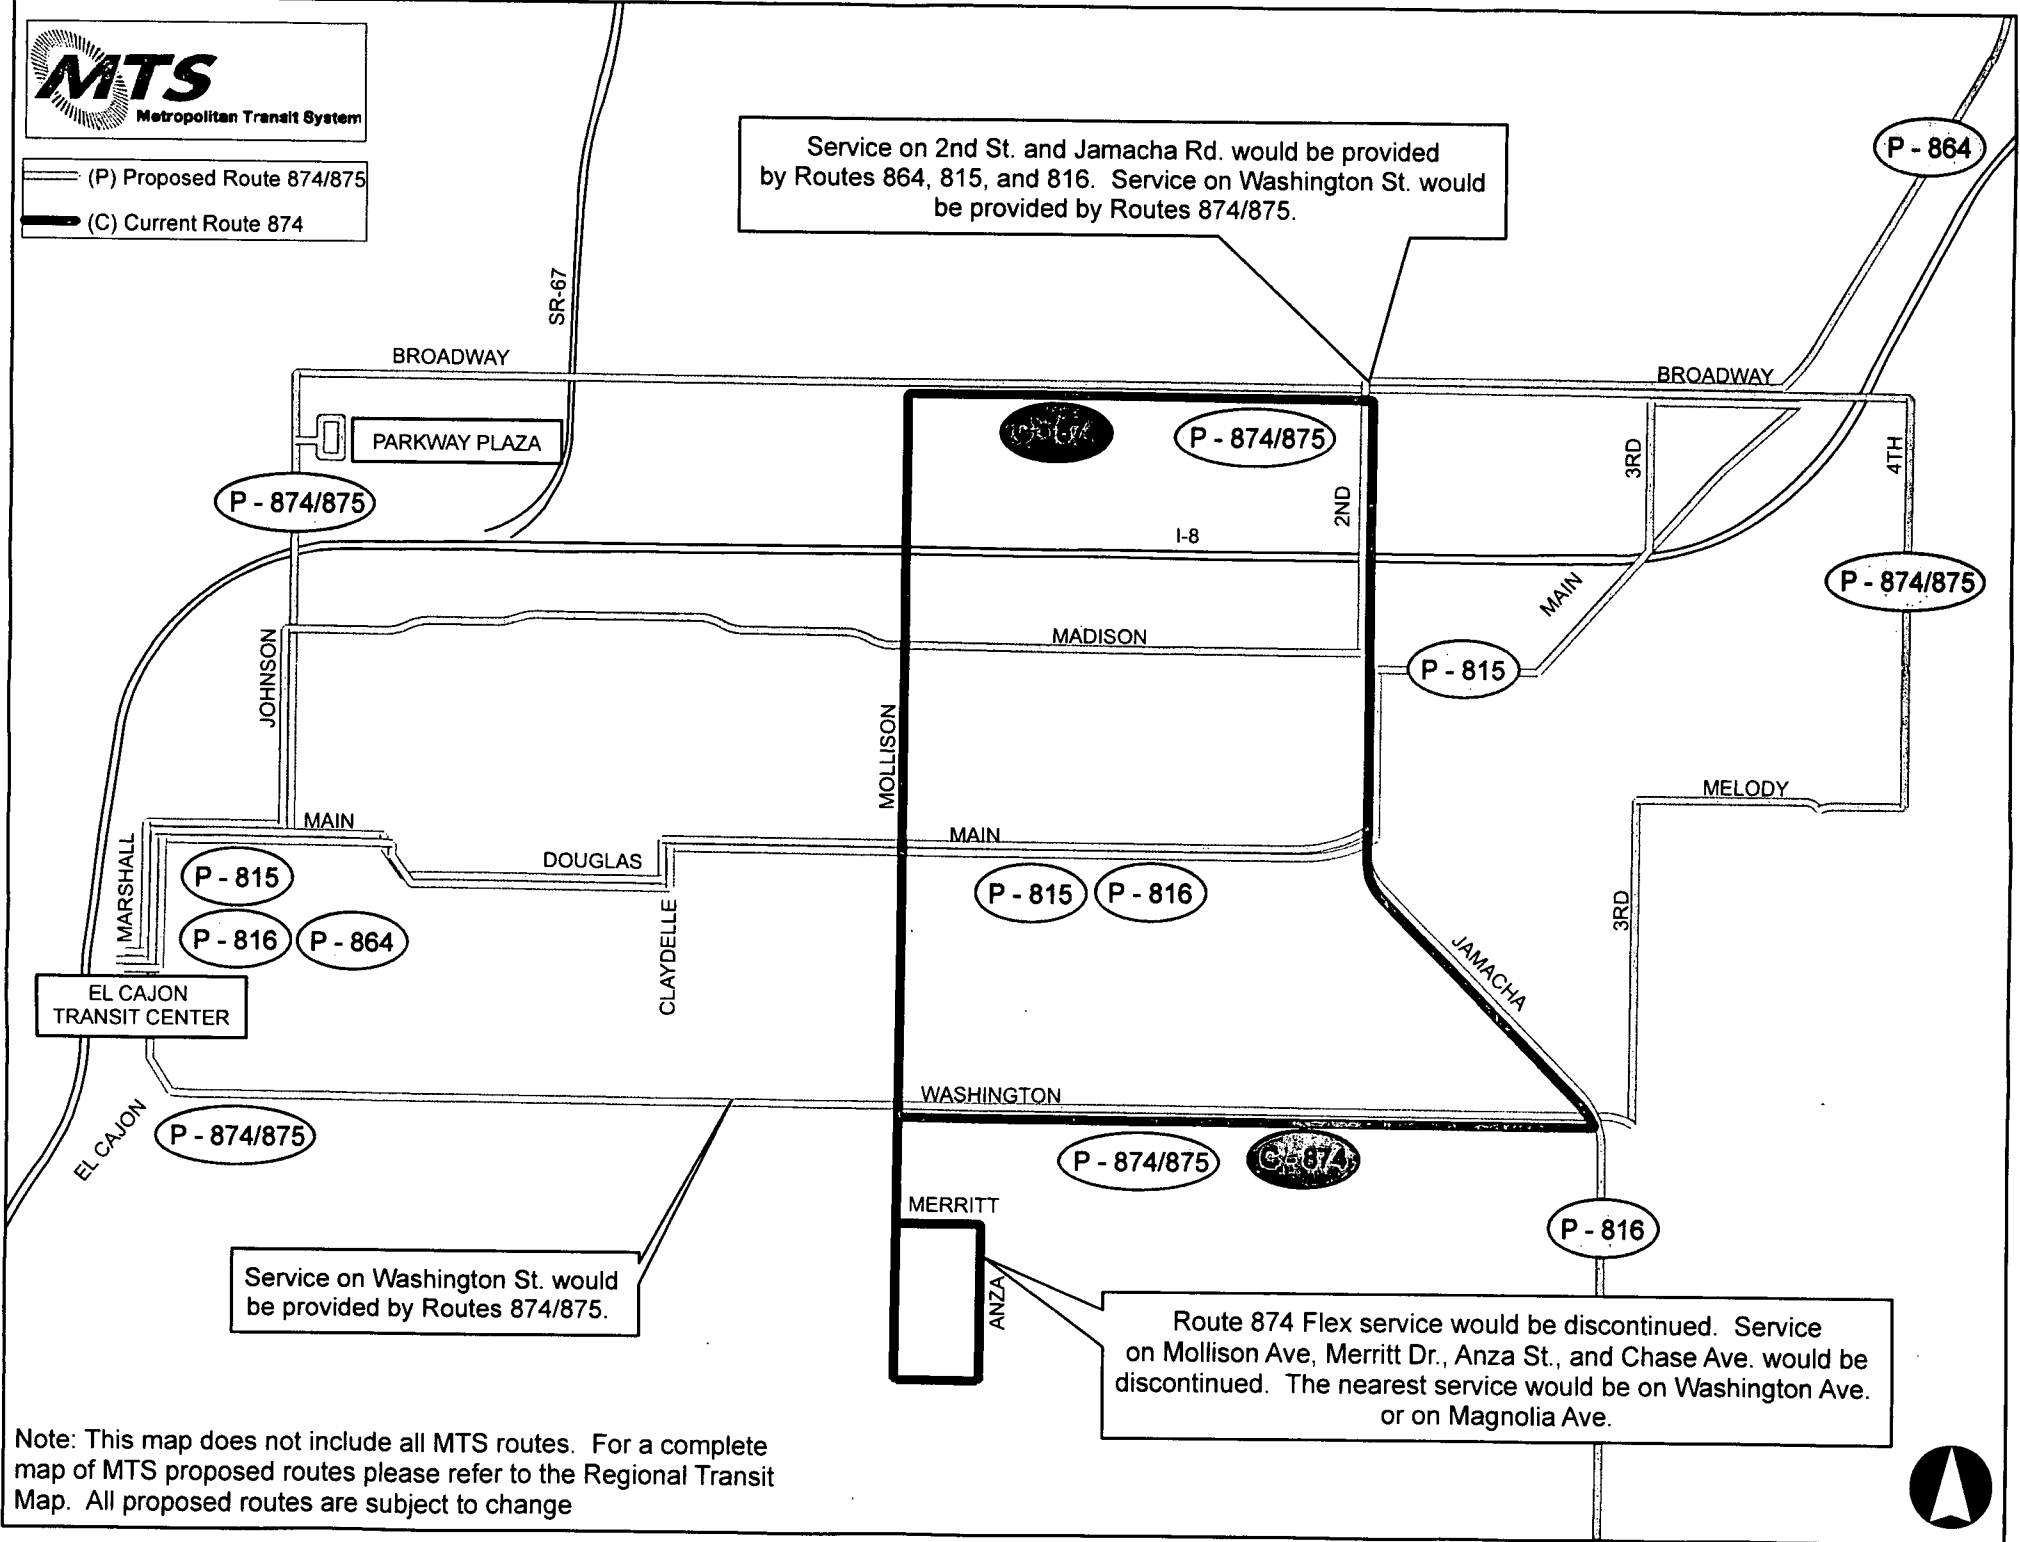 MTS
Metropolitan Transit System
(P) Proposed Route 874/875
(C) Current Route 874
Service on 2nd St. and Jamacha Rd. would be provided
by Routes 864, 815, and 816. Service on Washington St. would
be provided by Routes 874/875.
P - 864
SR-67
BROADWAY
BROADWAY
PARKWAY PLAZA
P - 874/875
P - 874/875
2ND
3RD
4TH
I-8
MAIN
P - 874/875
JOHNSON
MADISON
P - 815
MOLLISON
MELODY
MAIN
MAIN
MARSHALL
DOUGLAS
P - 815
P - 816
P - 864
CLAYDELLE
P - 815
P - 816
3RD
JAMACHA
EL CAJON
TRANSIT CENTER
WASHINGTON
EL CAJON
P - 874/875
P - 874/875
C - 874
MERRITT
ANZA
P - 816
Service on Washington St. would
be provided by Routes 874/875.
Route 874 Flex service would be discontinued. Service
on Mollison Ave, Merritt Dr., Anza St., and Chase Ave. would be
discontinued. The nearest service would be on Washington Ave.
or on Magnolia Ave.
Note: This map does not include all MTS routes. For a complete
map of MTS proposed routes please refer to the Regional Transit
Map. All proposed routes are subject to change